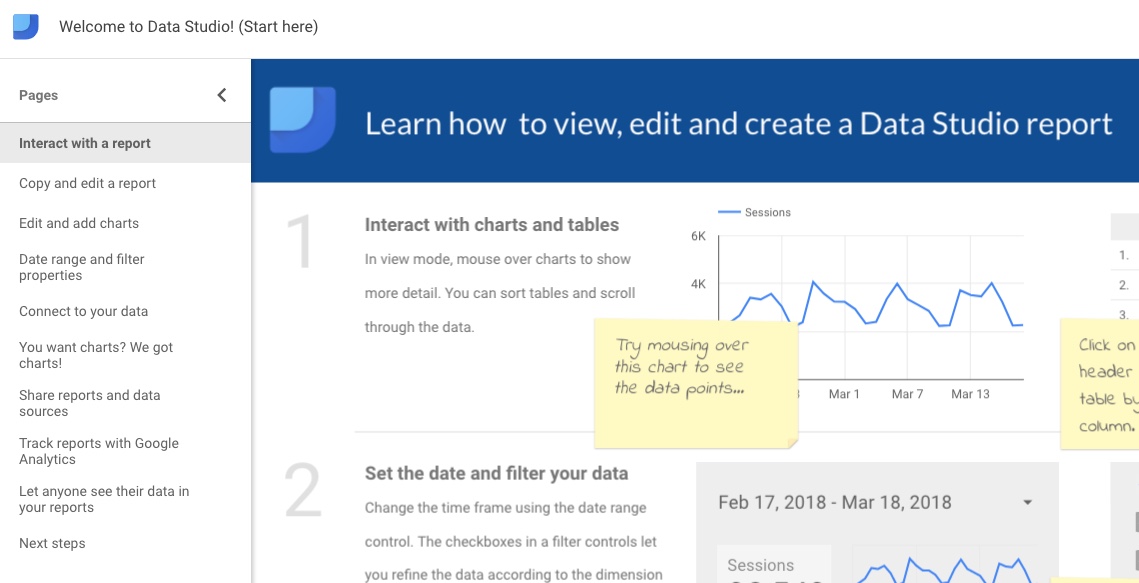 Welcome to Data Studio! (Start here)
Pages
Interact with a report
Copy and edit a report
Edit and add charts
Date range and filter
properties
Connect to your data
You want charts? We got
charts!
Share reports and data
sources
Track reports with Google
Analytics
Let anyone see their data in
your reports
Next steps
Learn how to view, edit and create a Data Studio report
1
Interact with charts and tables
In view mode, mouse over charts to show
more detail. You can sort tables and scroll
through the data.
Sessions
6K
4K
Mar 1
Mar 7
Mar 13
Try mousing over
this chart to see
the data points...
1.
2.
3.
Click on
header
table by
column.
2
Set the date and filter your data
Change the time frame using the date range
control. The checkboxes in a filter controls let
you refine the data according to the dimension
Feb 17, 2018 - Mar 18, 2018
Sessions